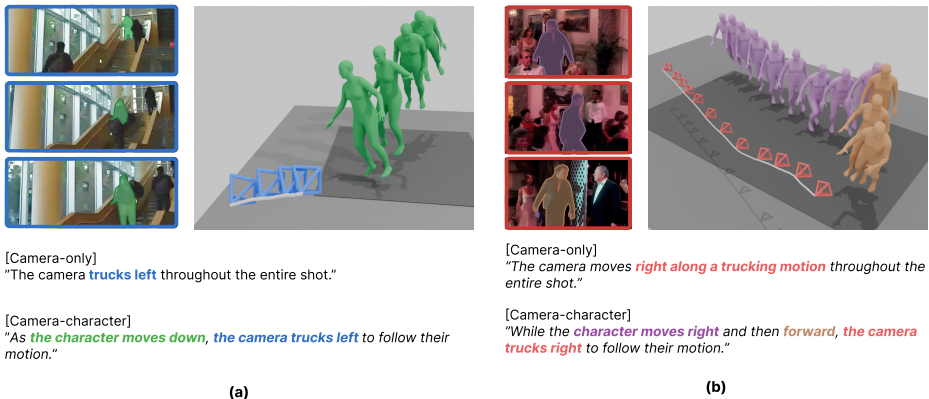 [Camera-only]
"The camera trucks left throughout the entire shot."
[Camera-character]
"As the character moves down, the camera trucks left to follow their
motion."
(a)
[Camera-only]
"The camera moves right along a trucking motion throughout the
entire shot."
[Camera-character]
"While the character moves right and then forward, the camera
trucks right to follow their motion."
(b)